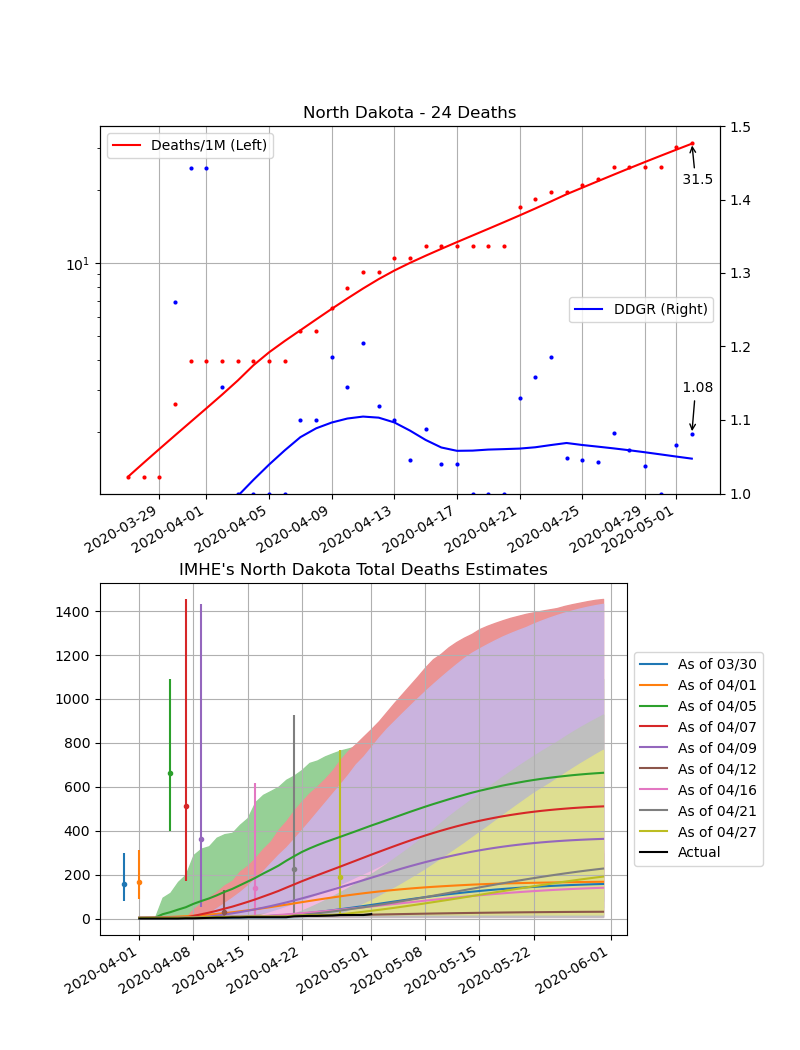 North Dakota - 24 Deaths
Deaths/1M (Left)
1.5
1.4
1.3
1.2
1.1
1.0
10^1
31.5
DDGR (Right)
1.08
2020-03-29
2020-04-01
2020-04-05
2020-04-09
2020-04-13
2020-04-17
2020-04-21
2020-04-25
2020-04-29
2020-05-01
IMHE's North Dakota Total Deaths Estimates
1400
1200
1000
800
600
400
200
0
As of 03/30
As of 04/01
As of 04/05
As of 04/07
As of 04/09
As of 04/12
As of 04/16
As of 04/21
As of 04/27
Actual
2020-04-01
2020-04-08
2020-04-15
2020-04-22
2020-05-01
2020-05-08
2020-05-15
2020-05-22
2020-06-01